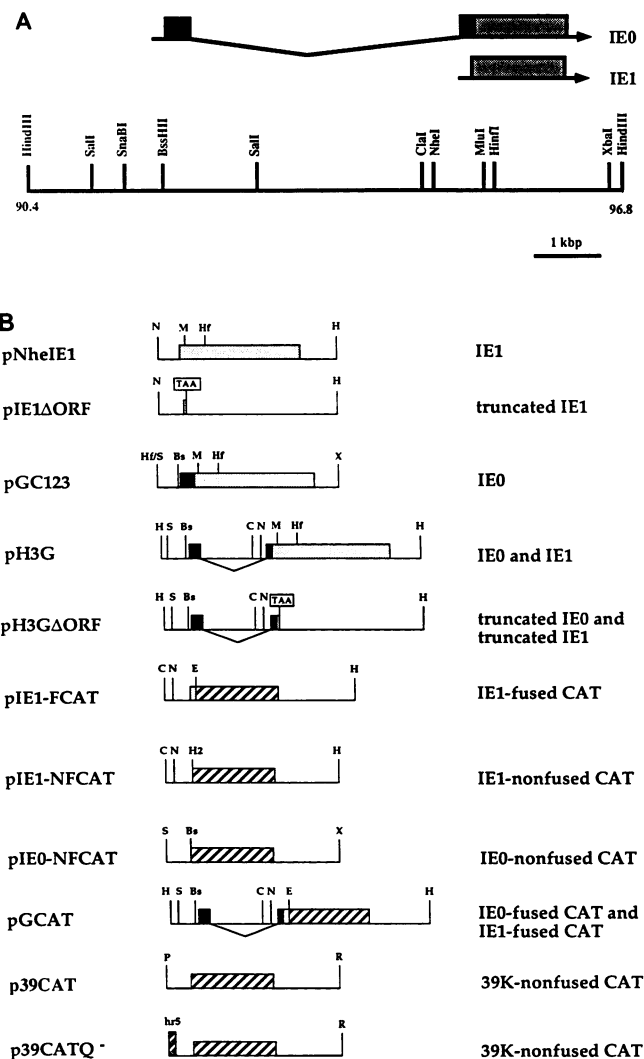 A
IE0
IE1
HindIII SalI SnaBI BssHII SalI ClaI NheI MluI HinfI XbaI HindIII
90.4 96.8
1 kbp
B
N M Hf H
pNheIE1 IE1
N TAA H
pIE1ΔORF truncated IE1
Hf/S Bs M Hf X
pGC123 IE0
H S Bs C N M Hf H
pH3G IE0 and IE1
H S Bs C N TAA H
pH3GΔORF truncated IE0 and
truncated IE1
C N E H
pIE1-FCAT IE1-fused CAT
C N H2 H
pIE1-NFCAT IE1-nonfused CAT
S Bs X
pIE0-NFCAT IE0-nonfused CAT
H S Bs C N E H
pGCAT IE0-fused CAT and
IE1-fused CAT
P R
p39CAT 39K-nonfused CAT
hr5 R
p39CATQ - 39K-nonfused CAT